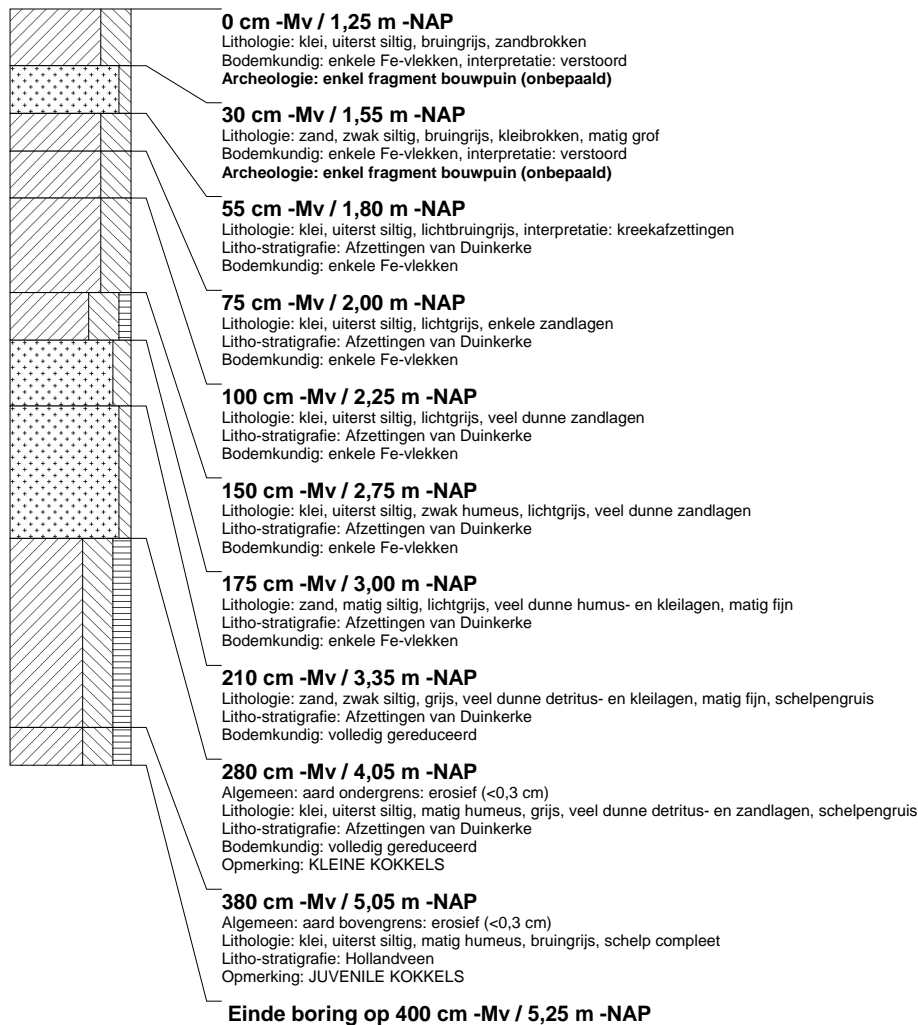 0 cm -Mv / 1,25 m -NAP
Lithologie: klei, uiterst siltig, bruingrijs, zandbrokken
Bodemkundig: enkele Fe-vlekken, interpretatie: verstoord
Archeologie: enkel fragment bouwpuin (onbepaald)
30 cm -Mv / 1,55 m -NAP
Lithologie: zand, zwak siltig, bruingrijs, kleibrokken, matig grof
Bodemkundig: enkele Fe-vlekken, interpretatie: verstoord
Archeologie: enkel fragment bouwpuin (onbepaald)
55 cm -Mv / 1,80 m -NAP
Lithologie: klei, uiterst siltig, lichtbruingrijs, interpretatie: kreekafzettingen
Litho-stratigrafie: Afzettingen van Duinkerke
Bodemkundig: enkele Fe-vlekken
75 cm -Mv / 2,00 m -NAP
Lithologie: klei, uiterst siltig, lichtgrijs, enkele zandlagen
Litho-stratigrafie: Afzettingen van Duinkerke
Bodemkundig: enkele Fe-vlekken
100 cm -Mv / 2,25 m -NAP
Lithologie: klei, uiterst siltig, lichtgrijs, veel dunne zandlagen
Litho-stratigrafie: Afzettingen van Duinkerke
Bodemkundig: enkele Fe-vlekken
150 cm -Mv / 2,75 m -NAP
Lithologie: klei, uiterst siltig, zwak humeus, lichtgrijs, veel dunne zandlagen
Litho-stratigrafie: Afzettingen van Duinkerke
Bodemkundig: enkele Fe-vlekken
175 cm -Mv / 3,00 m -NAP
Lithologie: zand, matig siltig, lichtgrijs, veel dunne humus- en kleilagen, matig fijn
Litho-stratigrafie: Afzettingen van Duinkerke
Bodemkundig: enkele Fe-vlekken
210 cm -Mv / 3,35 m -NAP
Lithologie: zand, zwak siltig, grijs, veel dunne detritus- en kleilagen, matig fijn, schelpengruis
Litho-stratigrafie: Afzettingen van Duinkerke
Bodemkundig: volledig gereduceerd
280 cm -Mv / 4,05 m -NAP
Algemeen: aard ondergrens: erosief (<0,3 cm)
Lithologie: klei, uiterst siltig, matig humeus, grijs, veel dunne detritus- en zandlagen, schelpengruis
Litho-stratigrafie: Afzettingen van Duinkerke
Bodemkundig: volledig gereduceerd
Opmerking: KLEINE KOKKELS
380 cm -Mv / 5,05 m -NAP
Algemeen: aard bovengrens: erosief (<0,3 cm)
Lithologie: klei, uiterst siltig, matig humeus, bruingrijs, schelp compleet
Litho-stratigrafie: Hollandveen
Opmerking: JUVENILE KOKKELS
Einde boring op 400 cm -Mv / 5,25 m -NAP